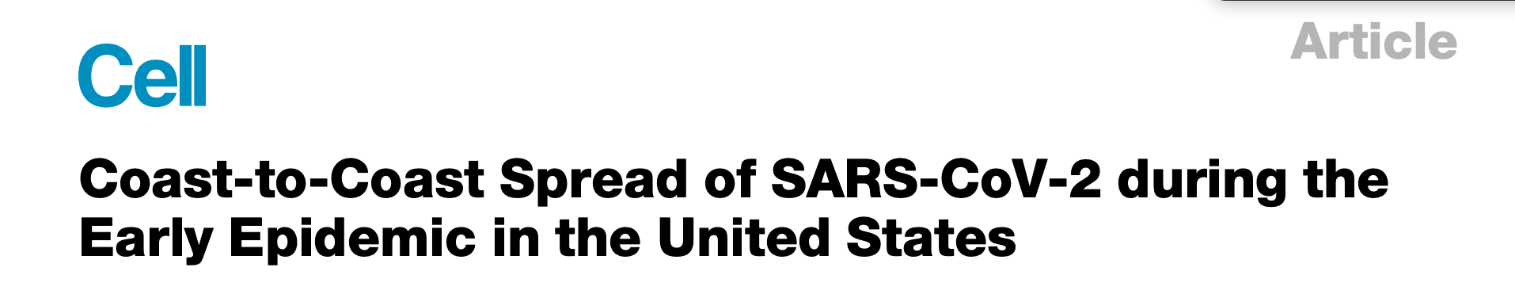 Article
Cell
Coast-to-Coast Spread of SARS-CoV-2 during the
Early Epidemic in the United States